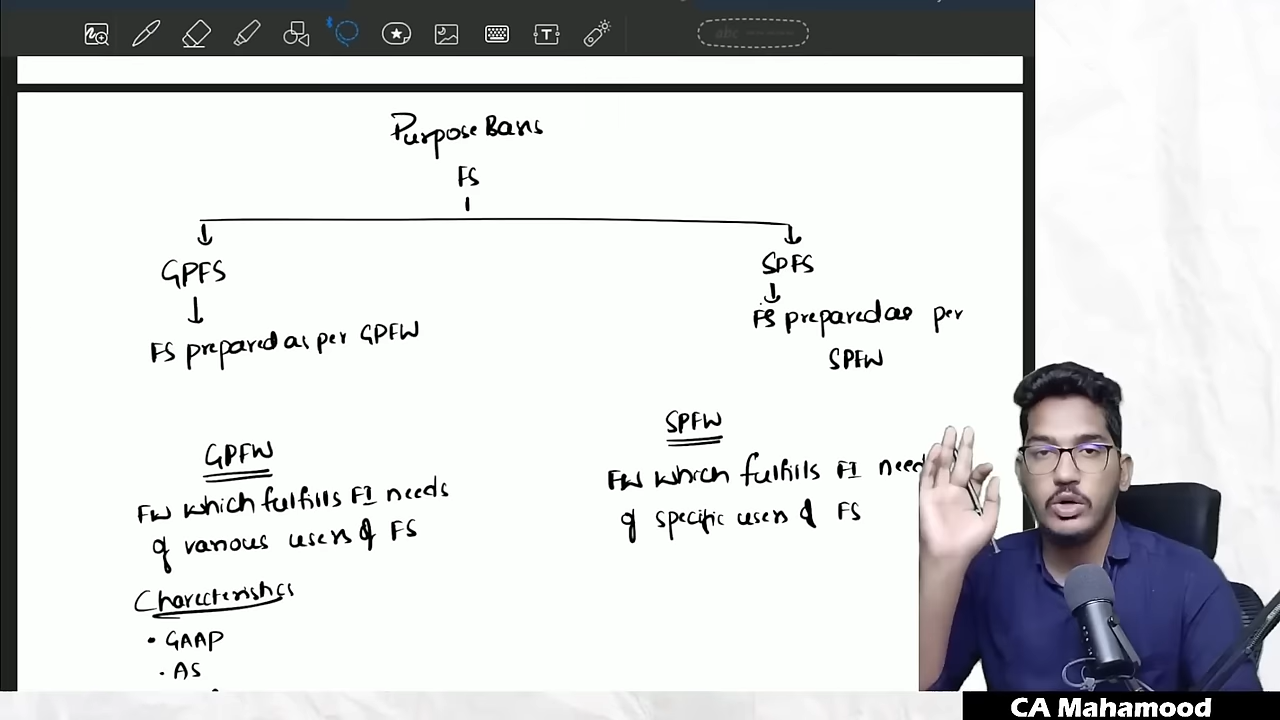 abc
Purpose Basis
FS
GPFS
SPFS
FS prepared as per GPFW
FS prepared as per
SPFW
GPFW
FW which fulfills FI needs
of various users of FS
SPFW
FW which fulfills FI need
of specific users of FS
Characteristics
• GAAP
• AS
T
CA Mahamood